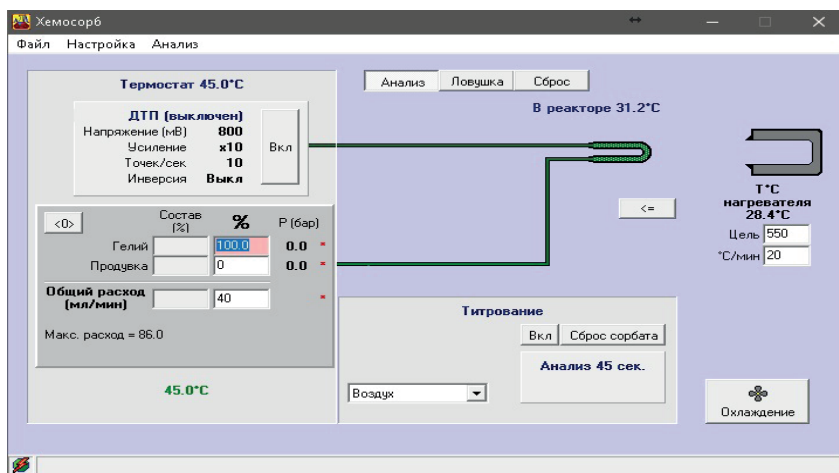 Хемосорб
Файл Настройка Анализ
Термостат 45.0°C
ДТП (выключен)
Напряжение (мВ) 800
Усиление x10
Точек/сек 10
Инверсия Выкл
Вкл
Анализ Ловушка Сброс
В реакторе 31.2°C
<=
T°C
нагревателя
28.4°C
Цель 550
°C/мин 20
<0> Состав (%) % P (бар)
Гелий 100.0 0.0 *
Продувка 0 0.0 *
Общий расход
(мл/мин) 40 *
Макс. расход = 86.0
45.0°C
Титрование
Вкл Сброс сорбата
Анализ 45 сек.
Воздух
Охлаждение